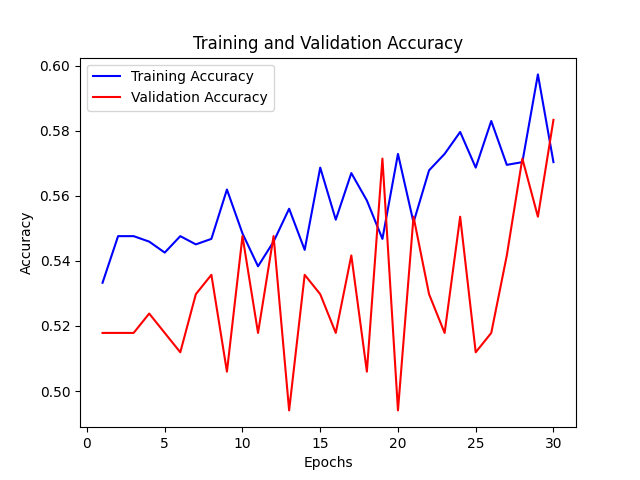 Training and Validation Accuracy
Training Accuracy
Validation Accuracy
0.60
0.58
0.56
0.54
0.52
0.50
Accuracy
0 5 10 15 20 25 30
Epochs